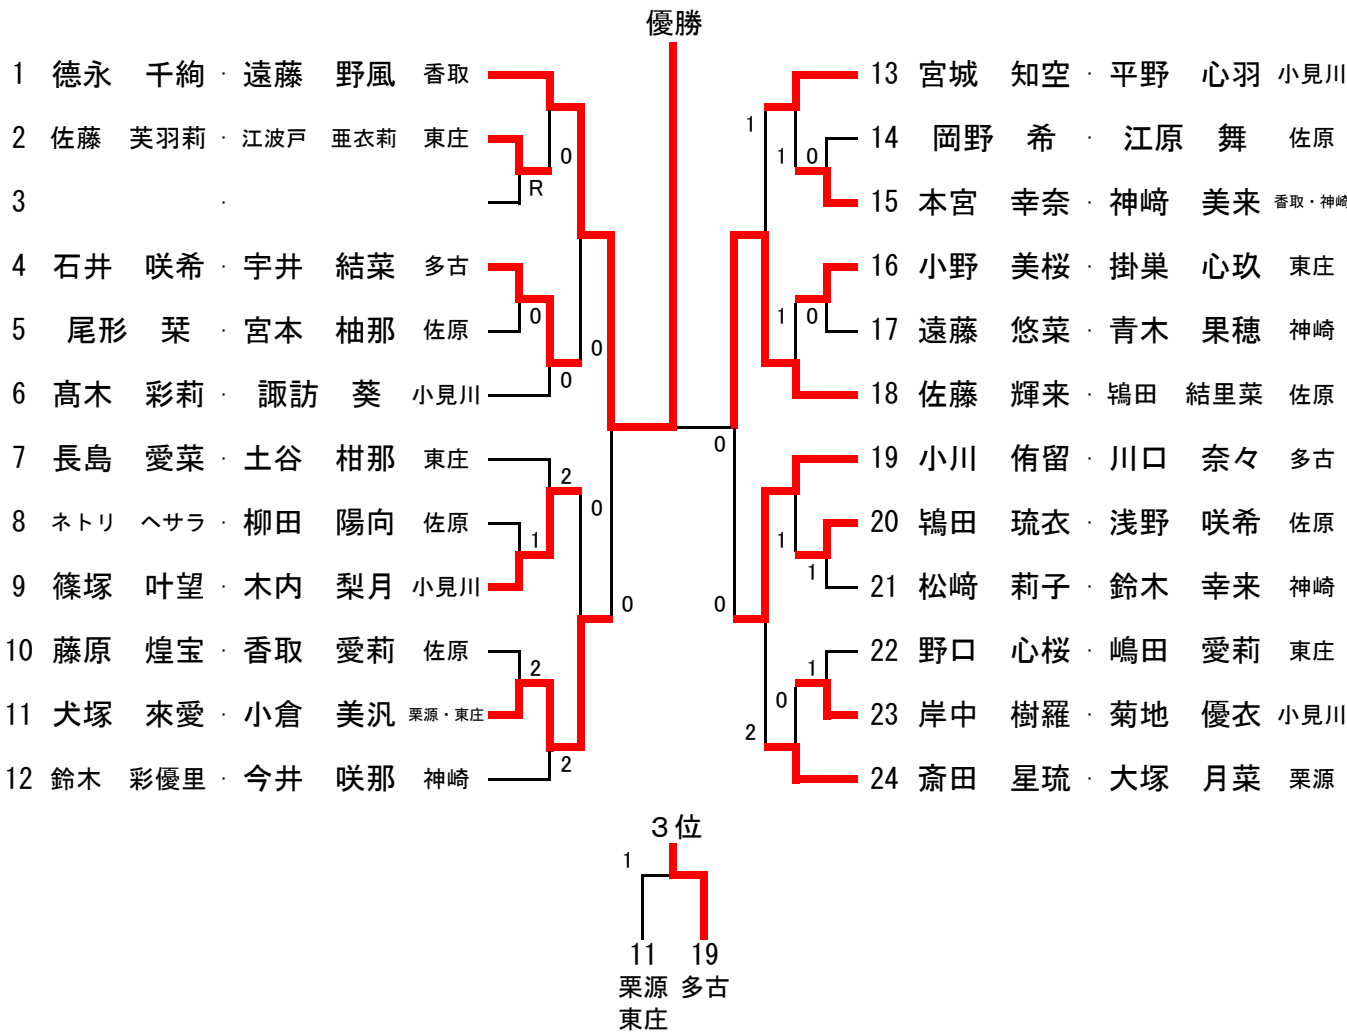 優勝
1 德永 千絢 · 遠藤 野風 香取
2 佐藤 芙羽莉 · 江波戸 亜衣莉 東庄
0
R
3 ·
4 石井 咲希 · 宇井 結菜 多古
0
5 尾形 栞 · 宮本 柚那 佐原
0
0
6 髙木 彩莉 · 諏訪 葵 小見川
7 長島 愛菜 · 土谷 柑那 東庄
2
0
8 ネトリ ヘサラ · 柳田 陽向 佐原
1
9 篠塚 叶望 · 木内 梨月 小見川
0
10 藤原 煌宝 · 香取 愛莉 佐原
2
11 犬塚 來愛 · 小倉 美汎 栗源・東庄
2
12 鈴木 彩優里 · 今井 咲那 神崎
13 宮城 知空 · 平野 心羽 小見川
1
14 岡野 希 · 江原 舞 佐原
1 0
15 本宮 幸奈 · 神﨑 美来 香取・神崎
16 小野 美桜 · 掛巣 心玖 東庄
1 0
17 遠藤 悠菜 · 青木 果穂 神崎
18 佐藤 輝来 · 鴇田 結里菜 佐原
0
19 小川 侑留 · 川口 奈々 多古
20 鴇田 琉衣 · 浅野 咲希 佐原
1
1
21 松﨑 莉子 · 鈴木 幸来 神崎
0
22 野口 心桜 · 嶋田 愛莉 東庄
1
0
23 岸中 樹羅 · 菊地 優衣 小見川
2
24 斎田 星琉 · 大塚 月菜 栗源
3位
1
11 19
栗源 多古
東庄